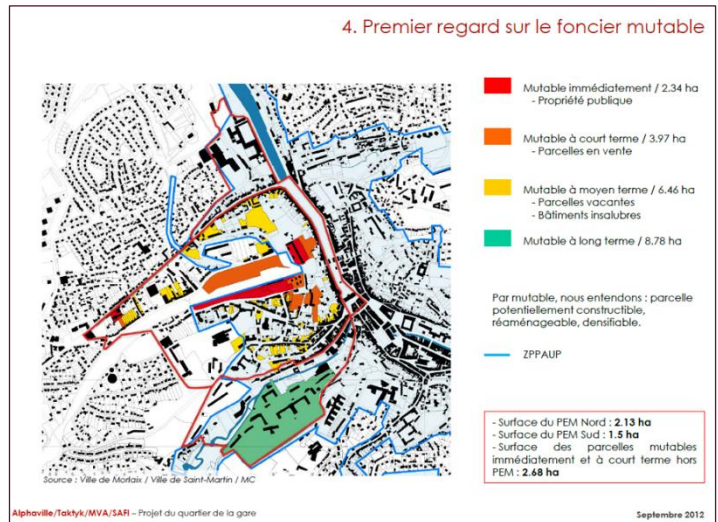 4. Premier regard sur le foncier mutable
Mutable immédiatement / 2.34 ha
- Propriété publique
Mutable à court terme / 3.97 ha
- Parcelles en vente
Mutable à moyen terme / 6.46 ha
- Parcelles vacantes
- Bâtiments insalubres
Mutable à long terme / 8.78 ha
Par mutable, nous entendons : parcelle
potentiellement constructible,
réaménageable, densifiable.
ZPPAUP
- Surface du PEM Nord : 2.13 ha
- Surface du PEM Sud : 1.5 ha
- Surface des parcelles mutables
immédiatement et à court terme hors
PEM : 2.68 ha
Source : Ville de Morlaix / Ville de Saint-Martin / MC
Alphaville/Taktyk/MVA/SAFI – Projet du quartier de la gare
Septembre 2012